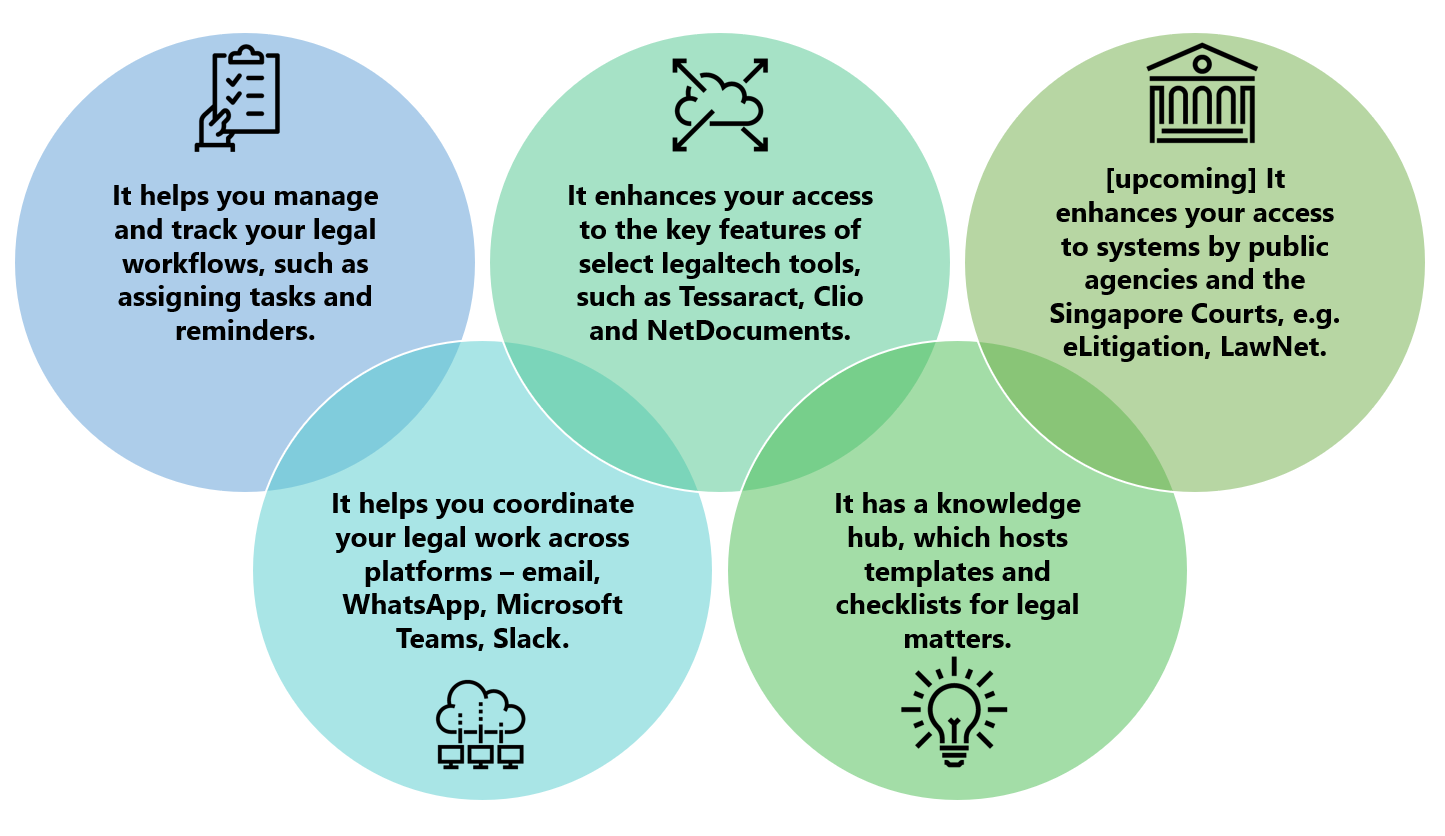 It helps you manage
and track your legal
workflows, such as
assigning tasks and
reminders.
It enhances your access
to the key features of
select legaltech tools,
such as Tessaract, Clio
and NetDocuments.
[upcoming] It
enhances your access
to systems by public
agencies and the
Singapore Courts, e.g.
eLitigation, LawNet.
It helps you coordinate
your legal work across
platforms – email,
WhatsApp, Microsoft
Teams, Slack.
It has a knowledge
hub, which hosts
templates and
checklists for legal
matters.